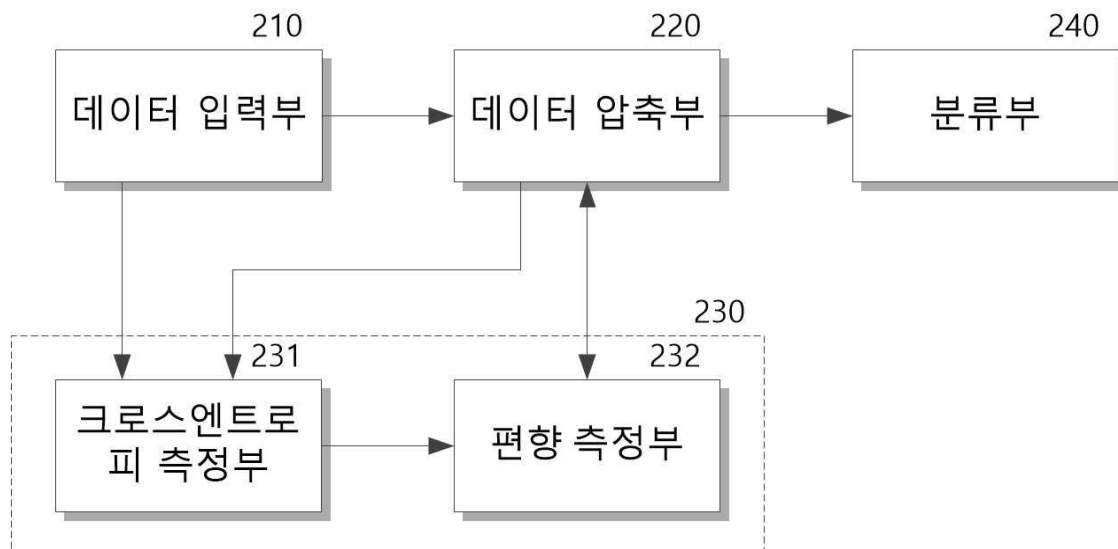 210
데이터 입력부
220
데이터 압축부
240
분류부
230
231
크로스엔트로
피 측정부
232
편향 측정부